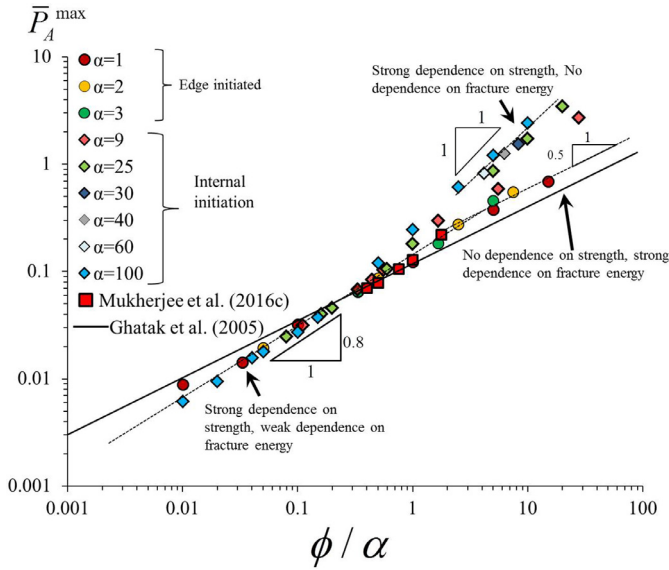 P̅_A^max
10
1
0.1
0.01
0.001
α=1
α=2
α=3
Edge initiated
α=9
α=25
α=30
α=40
α=60
α=100
Internal
initiation
Mukherjee et al. (2016c)
Ghatak et al. (2005)
Strong dependence on strength, No
dependence on fracture energy
1
1
1
0.5
No dependence on strength, strong
dependence on fracture energy
0.8
1
Strong dependence on
strength, weak dependence on
fracture energy
0.001
0.01
0.1
1
10
100
ϕ / α